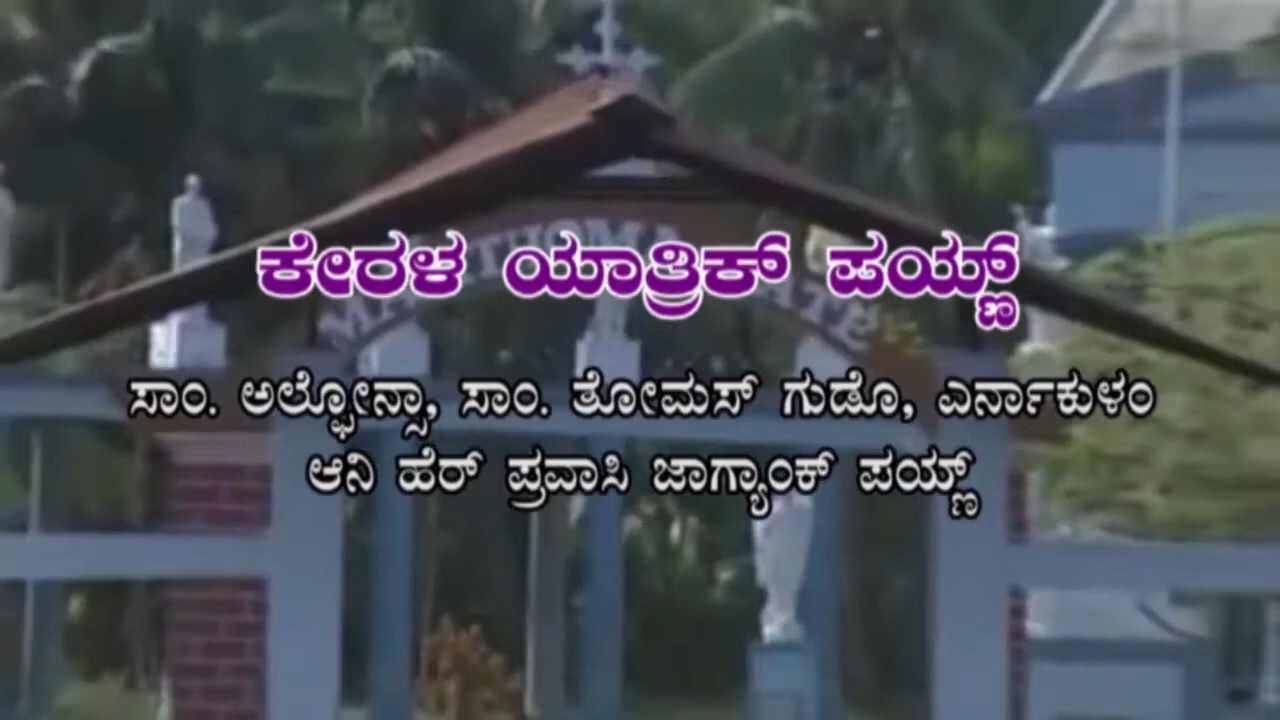 ಕೇರಳ ಯಾತ್ರಿಕ್ ಪಯ್ಣ್
ಸಾಂ. ಅಲ್ಫೋನ್ಸಾ, ಸಾಂ. ತೋಮಸ್ ಗುಡೊ, ಎರ್ನಾಕುಳಂ
ಆನಿ ಹೆರ್ ಪ್ರವಾಸಿ ಜಾಗ್ಯಾಂಕ್ ಪಯ್ಣ್